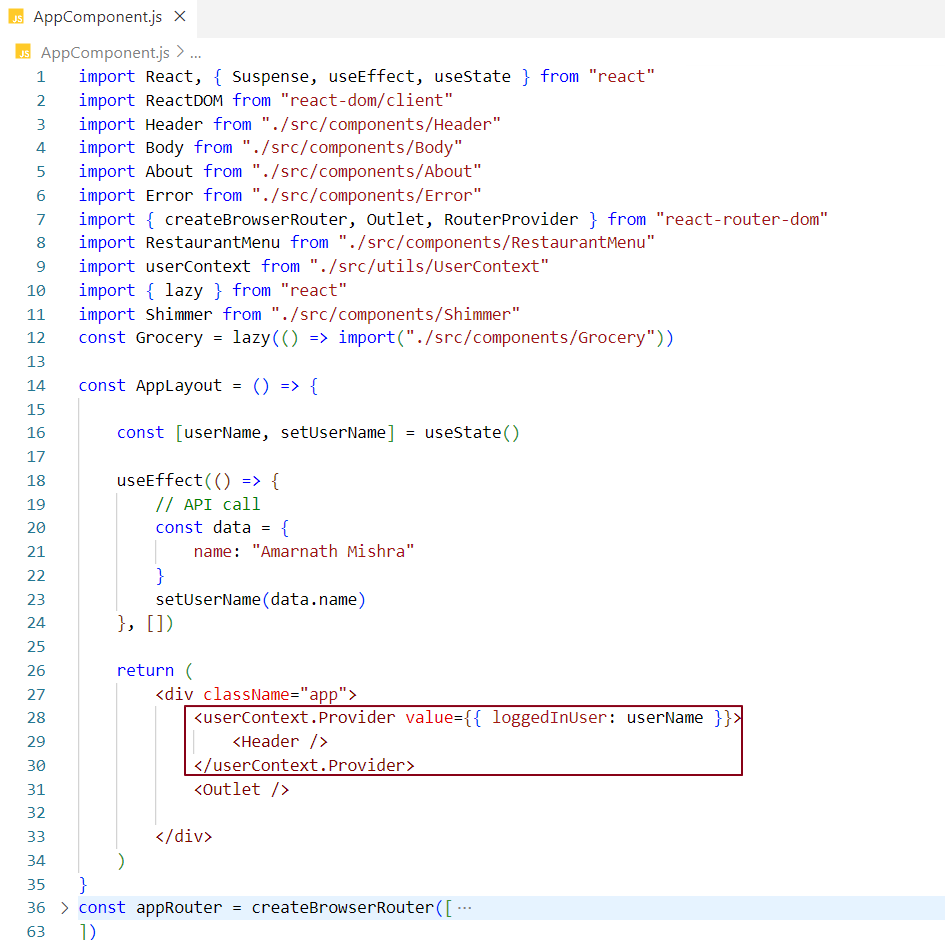 JS AppComponent.js ×
JS AppComponent.js > ...
1 import React, { Suspense, useEffect, useState } from "react"
2 import ReactDOM from "react-dom/client"
3 import Header from "./src/components/Header"
4 import Body from "./src/components/Body"
5 import About from "./src/components/About"
6 import Error from "./src/components/Error"
7 import { createBrowserRouter, Outlet, RouterProvider } from "react-router-dom"
8 import RestaurantMenu from "./src/components/RestaurantMenu"
9 import userContext from "./src/utils/UserContext"
10 import { lazy } from "react"
11 import Shimmer from "./src/components/Shimmer"
12 const Grocery = lazy(() => import("./src/components/Grocery"))
13
14 const AppLayout = () => {
15
16     const [userName, setUserName] = useState()
17
18     useEffect(() => {
19         // API call
20         const data = {
21             name: "Amarnath Mishra"
22         }
23         setUserName(data.name)
24     }, [])
25
26     return (
27         <div className="app">
28             <userContext.Provider value={{ loggedInUser: userName }}>
29                 <Header />
30             </userContext.Provider>
31             <Outlet />
32
33         </div>
34     )
35 }
36 > const appRouter = createBrowserRouter([ ...
63 ])